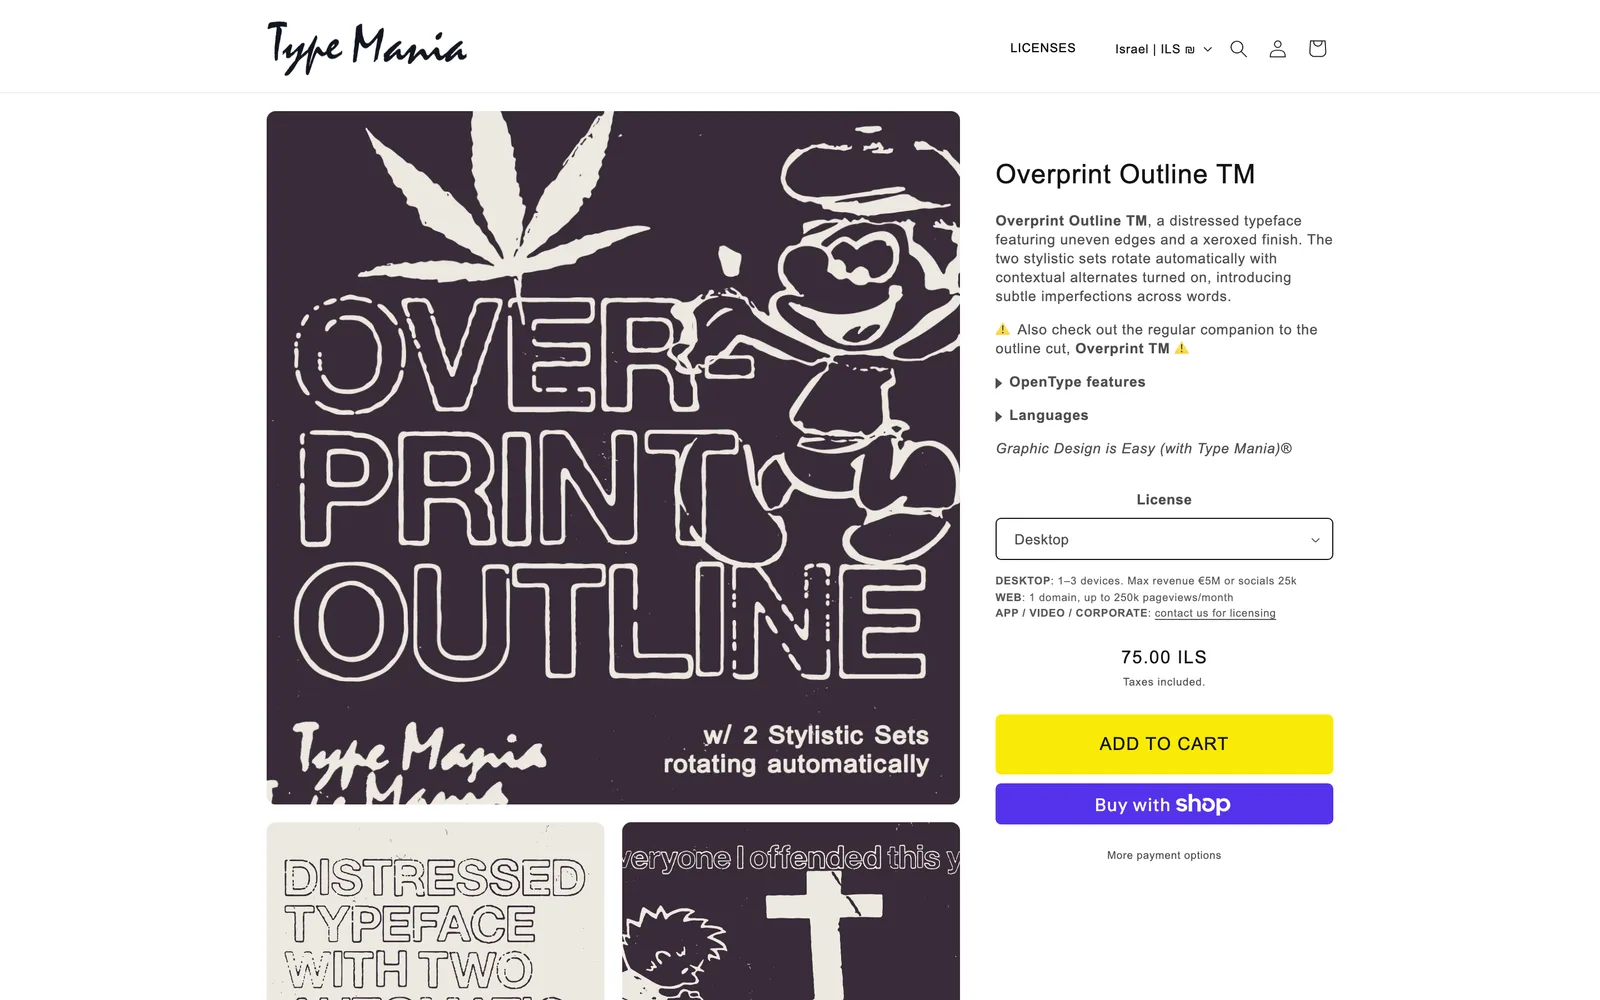 Type Mania
LICENSES
Israel | ILS ₪
OVER-
PRINT
OUTLINE
Type Mania
w/ 2 Stylistic Sets
rotating automatically
Type Mania
Overprint Outline TM
Overprint Outline TM, a distressed typeface
featuring uneven edges and a xeroxed finish. The
two stylistic sets rotate automatically with
contextual alternates turned on, introducing
subtle imperfections across words.
⚠️ Also check out the regular companion to the
outline cut, Overprint TM ⚠️
OpenType features
Languages
Graphic Design is Easy (with Type Mania)®
License
Desktop
DESKTOP: 1–3 devices. Max revenue €5M or socials 25k
WEB: 1 domain, up to 250k pageviews/month
APP / VIDEO / CORPORATE: contact us for licensing
75.00 ILS
Taxes included.
ADD TO CART
Buy with shop
More payment options
DISTRESSED
TYPEFACE
WITH TWO
veryone I offended this y